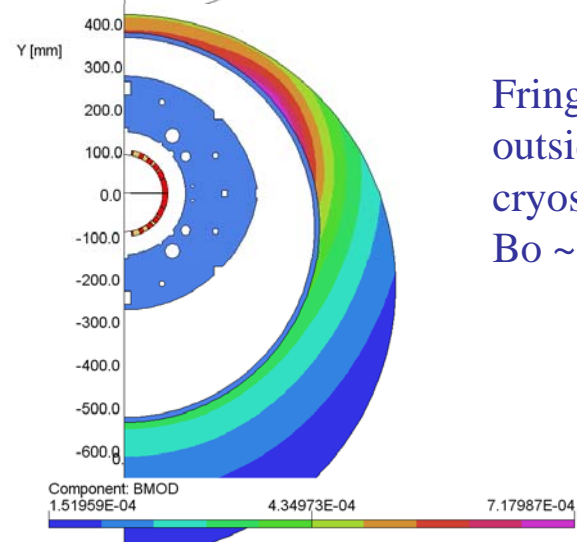 400.0
Y [mm]
300.0
200.0
100.0
0.0
-100.0
-200.0
-300.0
-400.0
-500.0
-600.0
Fring
outsi
cryos
Bo ~
Component: BMOD
1.51959E-04 4.34973E-04 7.17987E-04